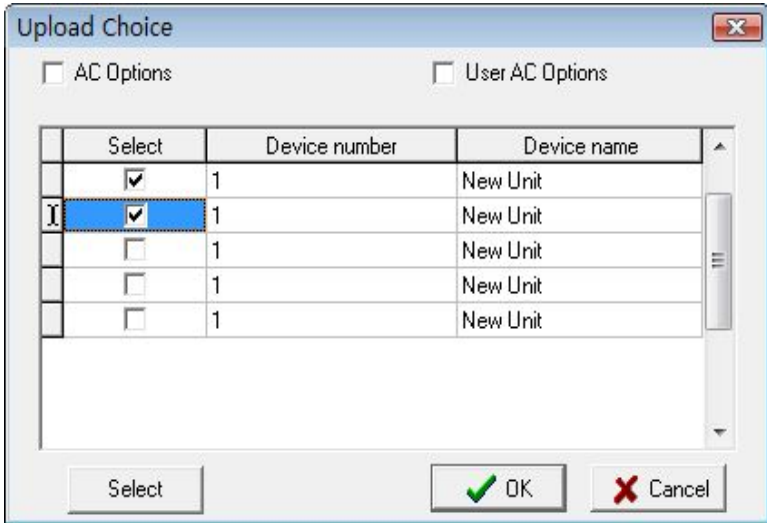 Upload Choice
AC Options User AC Options
Select Device number Device name
1 New Unit
1 New Unit
1 New Unit
1 New Unit
1 New Unit
Select OK Cancel